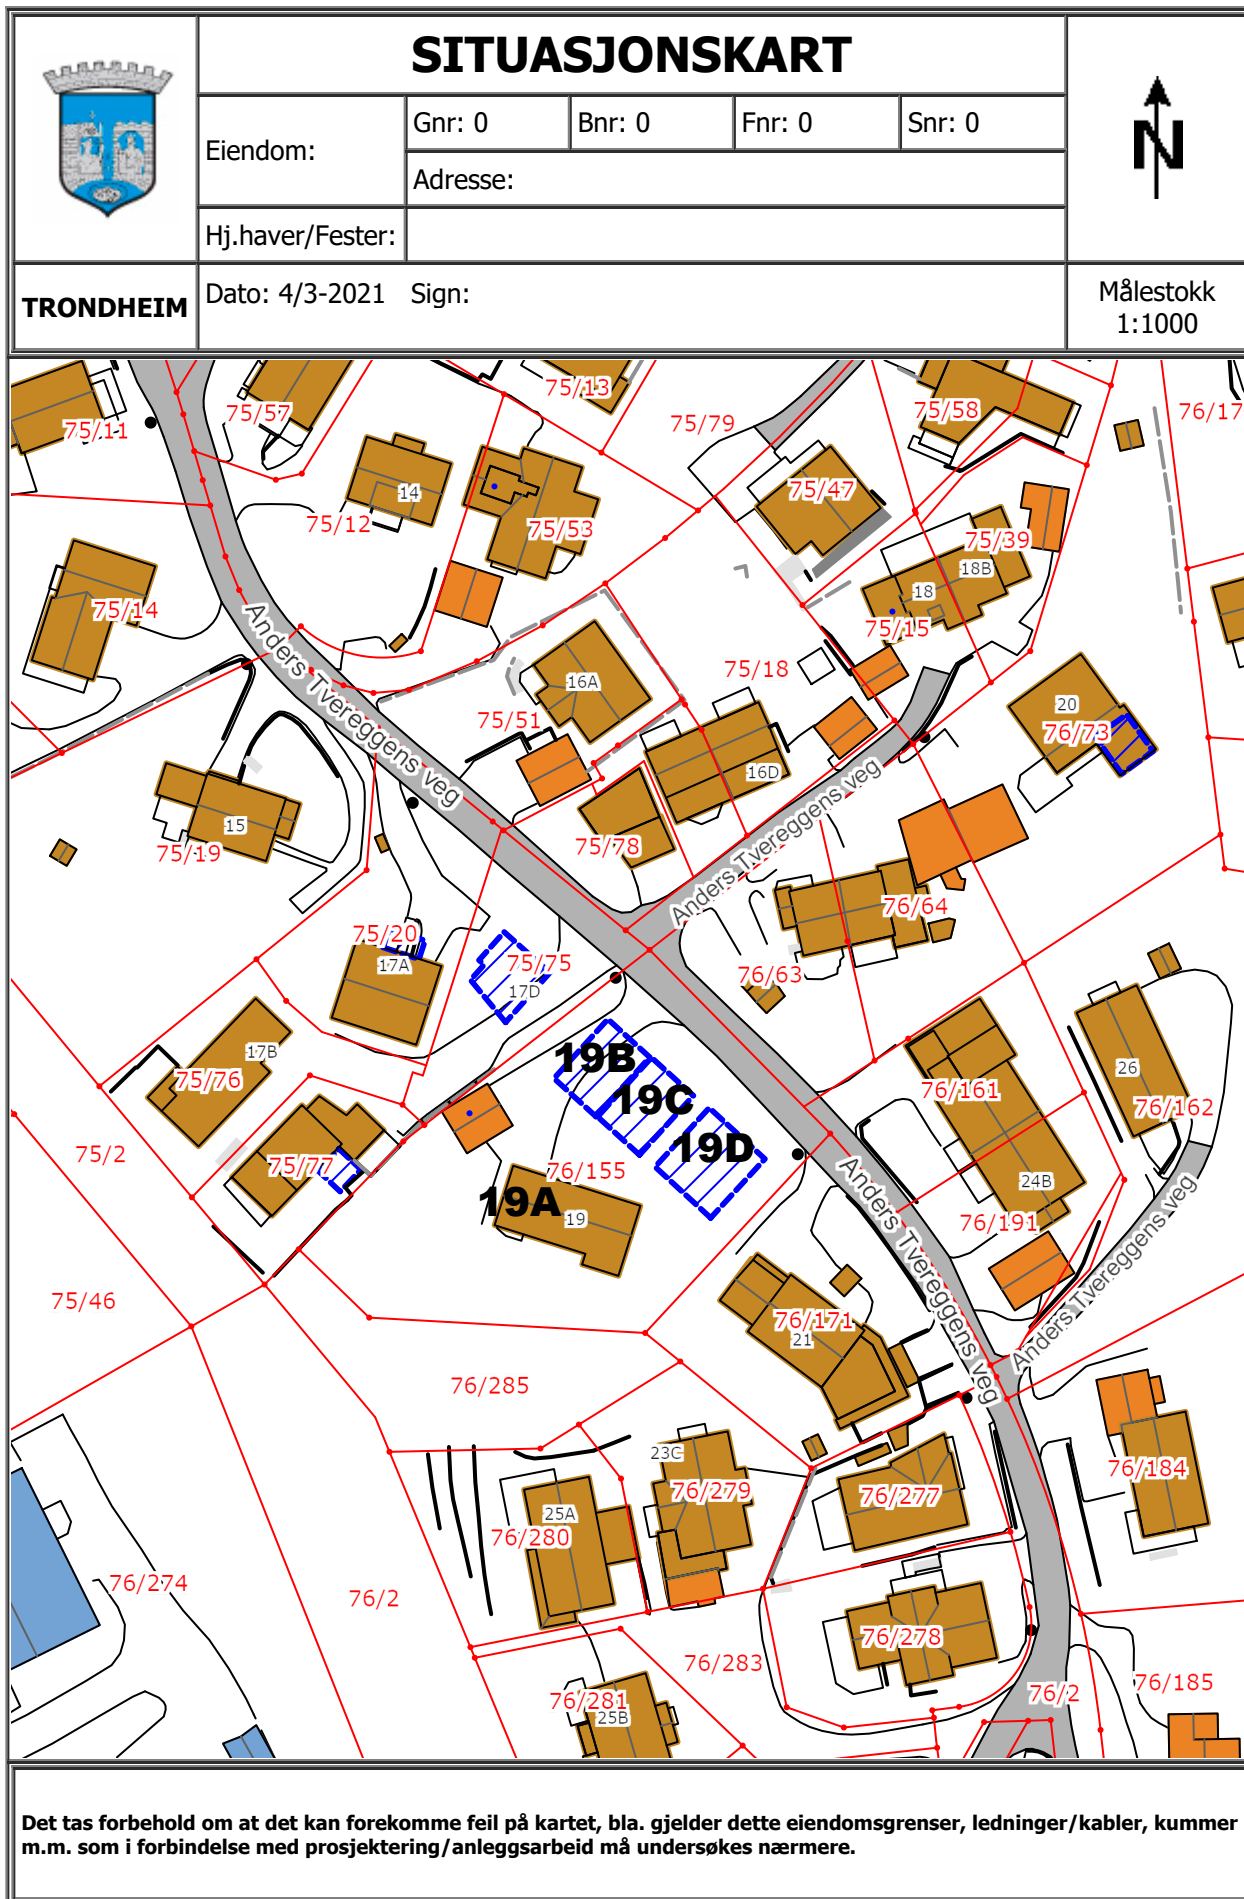 SITUASJONSKART
Eiendom:
Gnr: 0
Bnr: 0
Fnr: 0
Snr: 0
Adresse:
Hj.haver/Fester:
N
TRONDHEIM
Dato: 4/3-2021 Sign:
Målestokk
1:1000
75/11
75/57
75/13
75/79
75/58
76/17
14
75/12
75/53
75/47
75/39
18B
18
75/15
75/14
Anders Tvereggens veg
16A
75/51
75/18
20
76/73
16D
15
75/19
75/78
Anders Tvereggens veg
76/64
75/20
17A
75/75
17D
76/63
17B
75/76
19B
19C
19D
76/161
26
76/162
75/2
75/77
76/155
19A
19
24B
76/191
Anders Tvereggens veg
Anders Tvereggens veg
75/46
76/171
21
76/285
23C
76/279
76/277
76/184
25A
76/280
76/274
76/2
76/278
76/283
76/281
25B
76/2
76/185
Det tas forbehold om at det kan forekomme feil på kartet, bla. gjelder dette eiendomsgrenser, ledninger/kabler, kummer
m.m. som i forbindelse med prosjektering/anleggsarbeid må undersøkes nærmere.